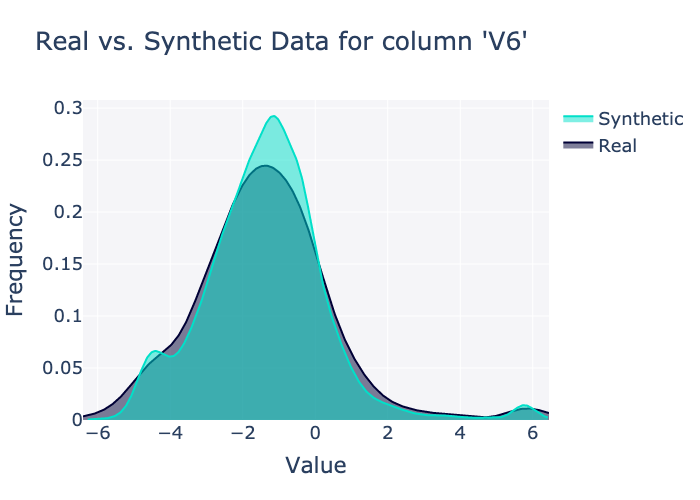 Real vs. Synthetic Data for column 'V6'
Synthetic
Real
0.3
0.25
0.2
0.15
0.1
0.05
0
Frequency
−6
−4
−2
0
2
4
6
Value